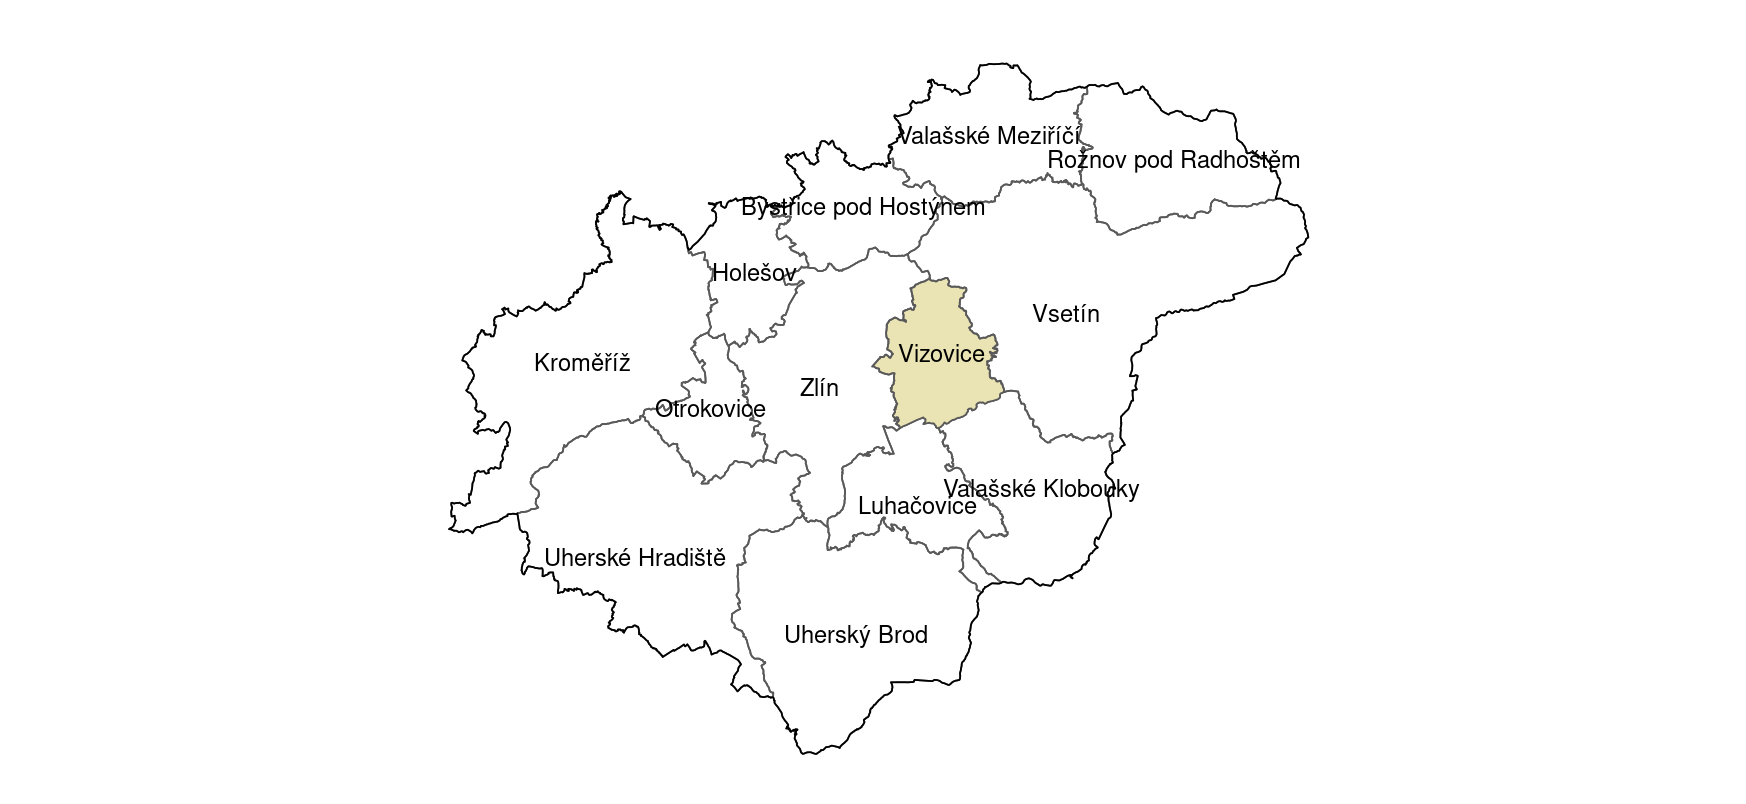 Valašské Meziříčí
Rožnov pod Radhoštěm
Bystřice pod Hostýnem
Holešov
Vsetín
Vizovice
Kroměříž
Zlín
Otrokovice
Valašské Klobouky
Luhačovice
Uherské Hradiště
Uherský Brod